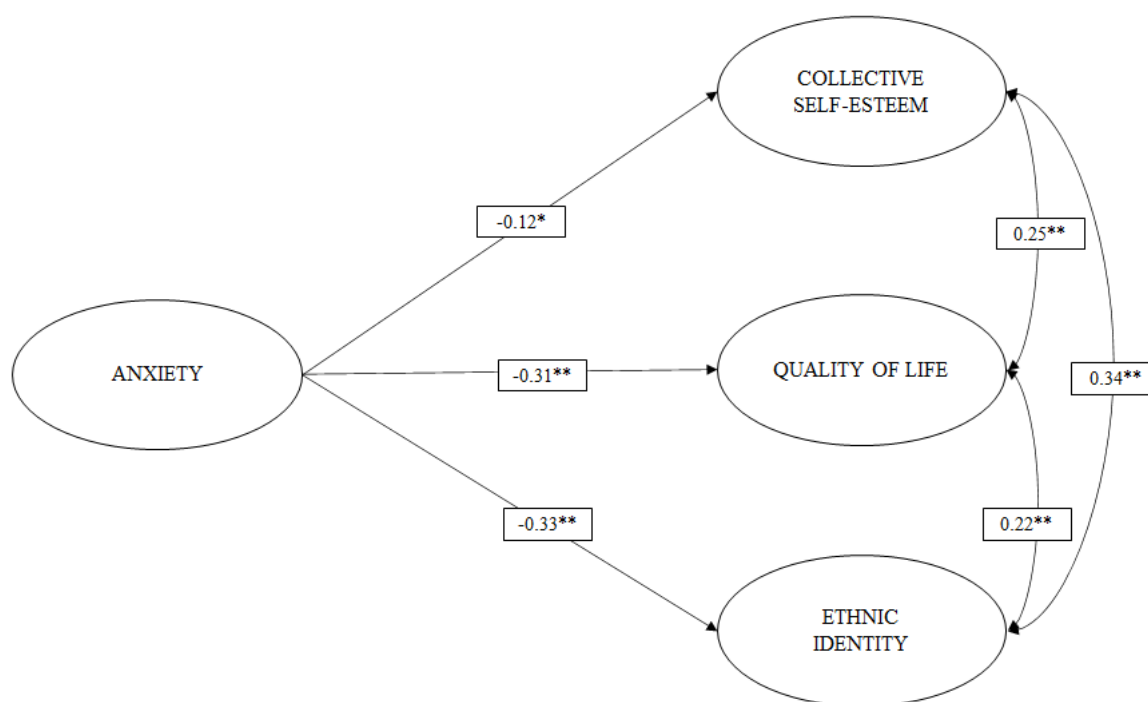 COLLECTIVE
SELF-ESTEEM
-0.12*
0.25**
ANXIETY
-0.31**
QUALITY OF LIFE
0.34**
-0.33**
0.22**
ETHNIC
IDENTITY